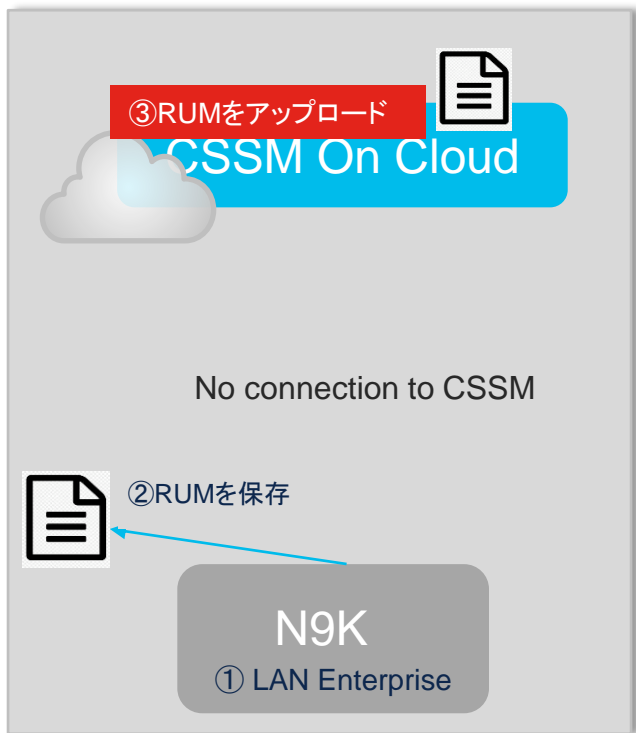 ③RUMをアップロード
CSSM On Cloud
No connection to CSSM
②RUMを保存
N9K
① LAN Enterprise